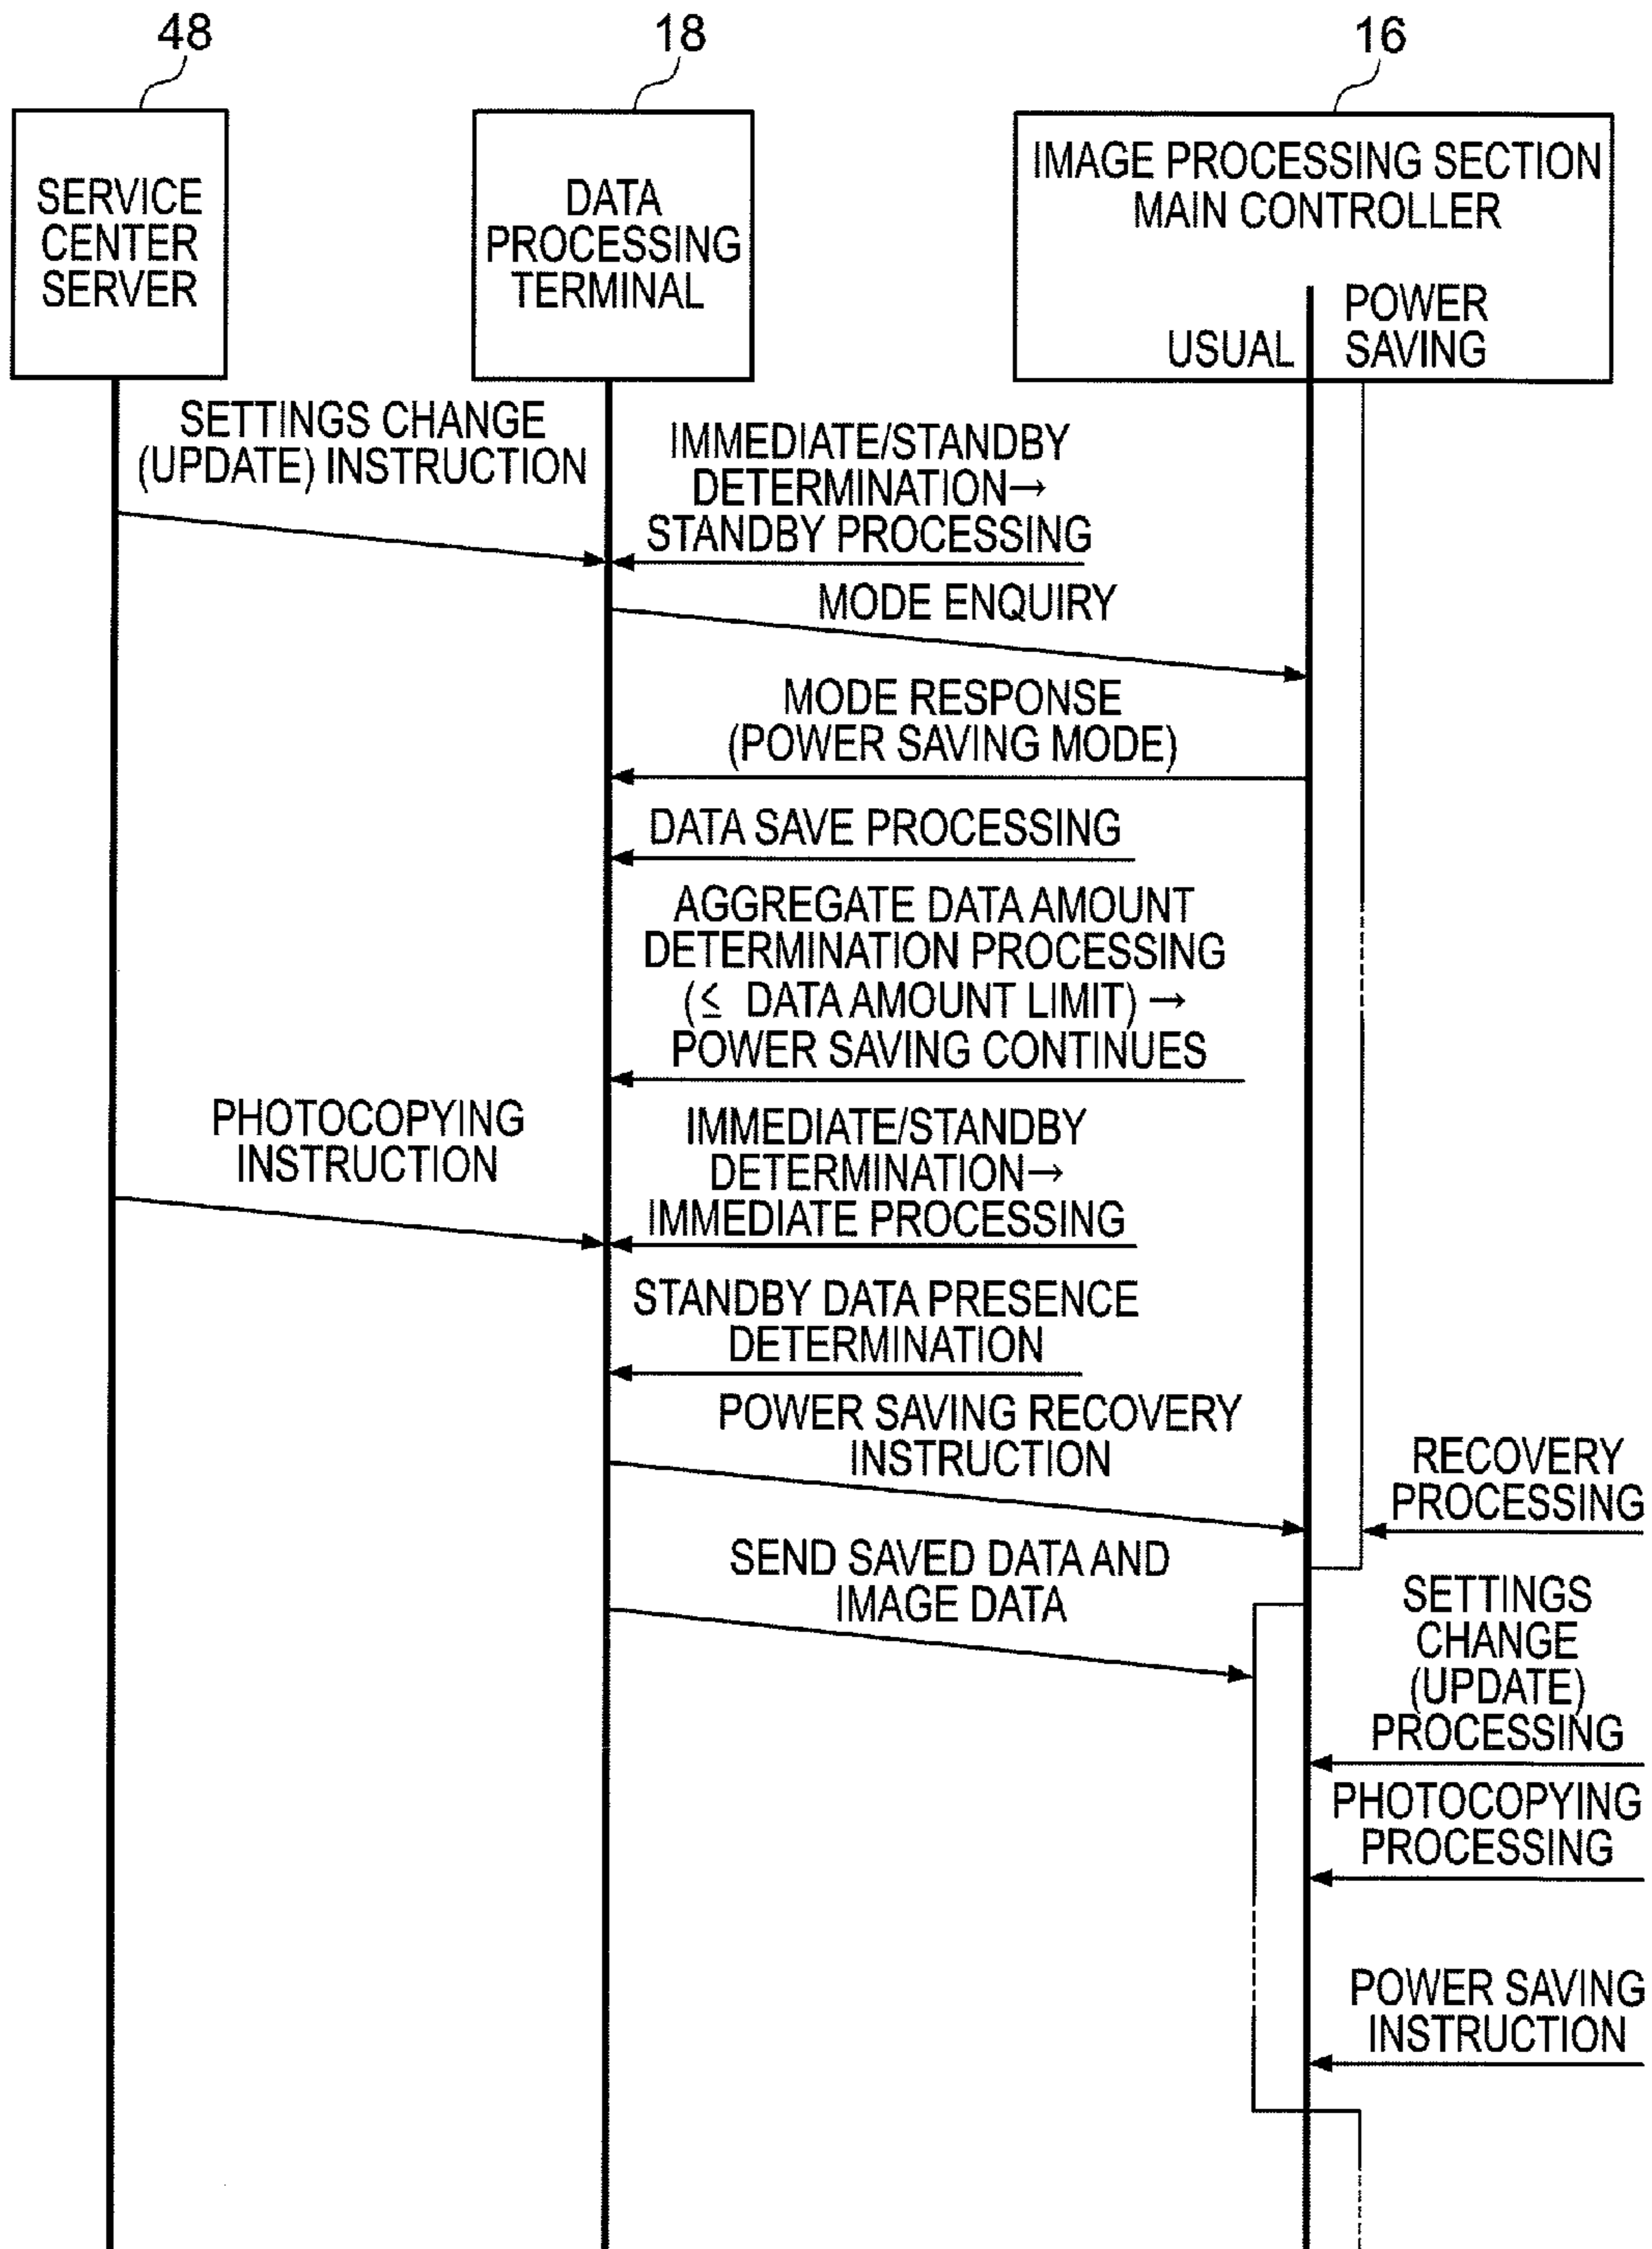 48
18
16
SERVICE
CENTER
SERVER
DATA
PROCESSING
TERMINAL
IMAGE PROCESSING SECTION
MAIN CONTROLLER
USUAL
POWER
SAVING
SETTINGS CHANGE
(UPDATE) INSTRUCTION
IMMEDIATE/STANDBY
DETERMINATION→
STANDBY PROCESSING
MODE ENQUIRY
MODE RESPONSE
(POWER SAVING MODE)
DATA SAVE PROCESSING
AGGREGATE DATA AMOUNT
DETERMINATION PROCESSING
(≤ DATA AMOUNT LIMIT) →
POWER SAVING CONTINUES
PHOTOCOPYING
INSTRUCTION
IMMEDIATE/STANDBY
DETERMINATION→
IMMEDIATE PROCESSING
STANDBY DATA PRESENCE
DETERMINATION
POWER SAVING RECOVERY
INSTRUCTION
RECOVERY
PROCESSING
SEND SAVED DATA AND
IMAGE DATA
SETTINGS
CHANGE
(UPDATE)
PROCESSING
PHOTOCOPYING
PROCESSING
POWER SAVING
INSTRUCTION